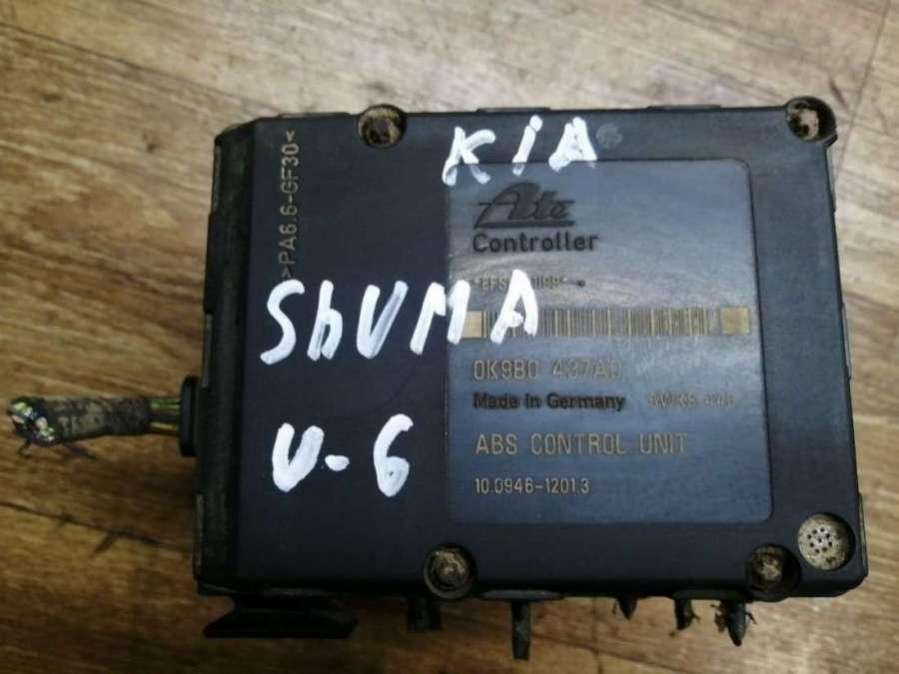 >PA6.6-GF30<
KIA
Ate
Controller
ShUMA
0K9B0 437A0
Made in Germany
U-6
ABS CONTROL UNIT
10.0946-1201.3